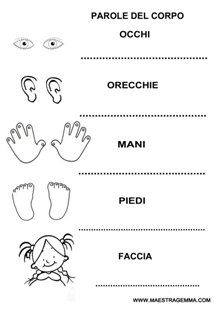 PAROLE DEL CORPO
OCCHI
ORECCHIE
MANI
PIEDI
FACCIA
WWW.MAESTRAGEMMA.COM